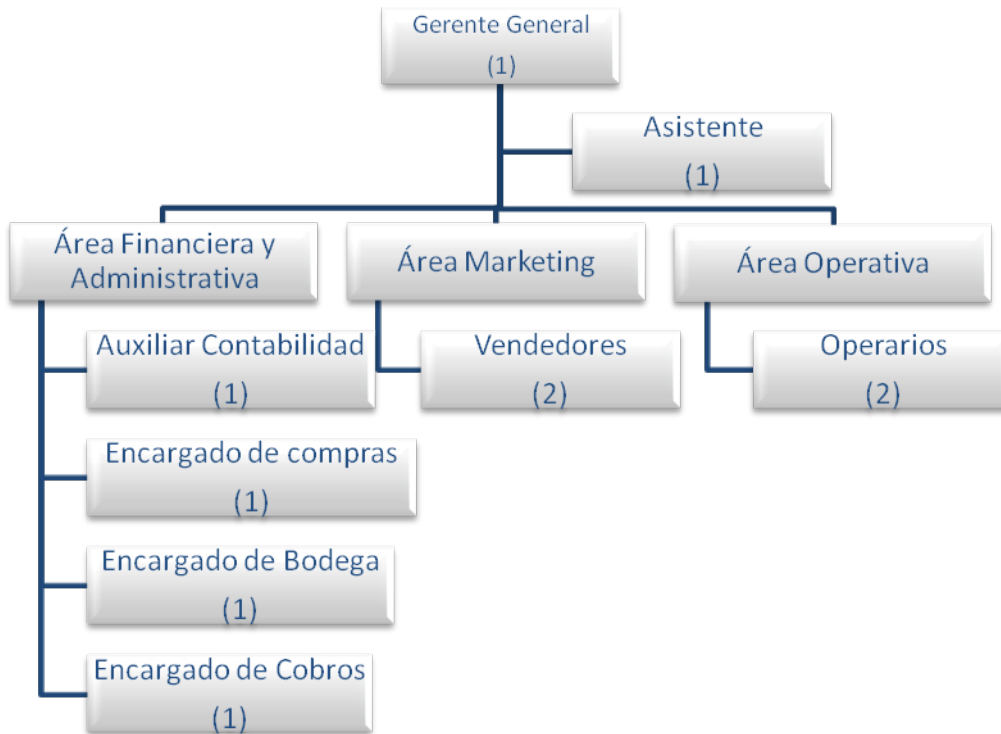 Gerente General
(1)
Asistente
(1)
Área Financiera y
Administrativa
Área Marketing
Área Operativa
Auxiliar Contabilidad
(1)
Vendedores
(2)
Operarios
(2)
Encargado de compras
(1)
Encargado de Bodega
(1)
Encargado de Cobros
(1)